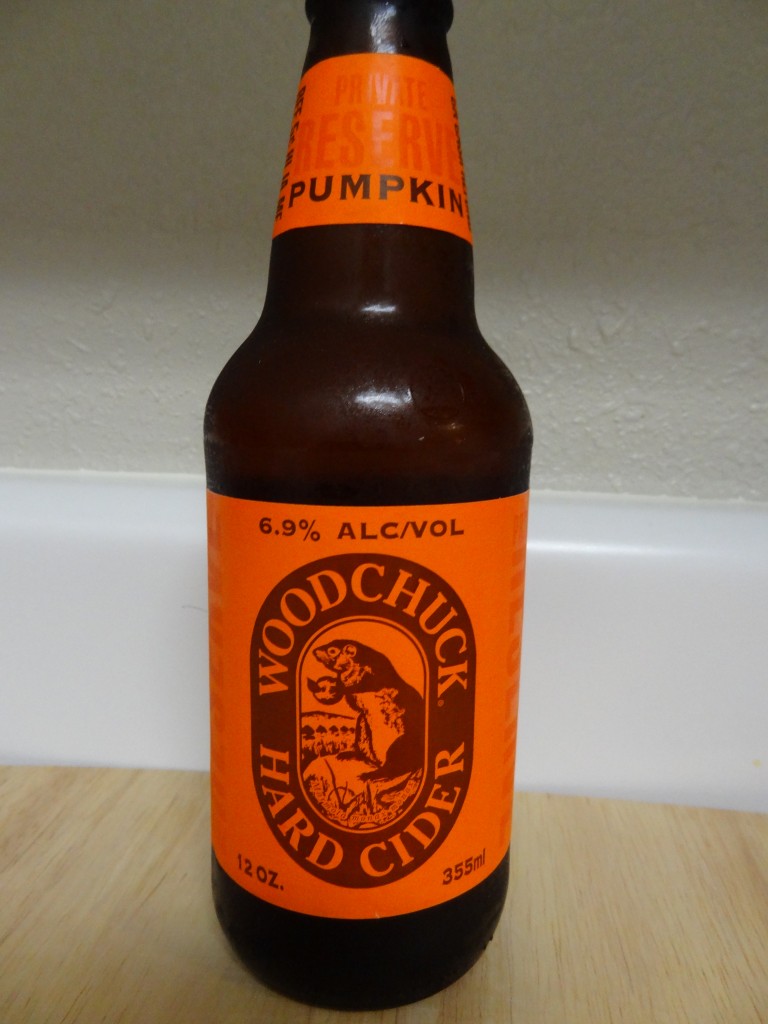 PRIVATE
RESERVE
PUMPKIN
6.9% ALC/VOL
WOODCHUCK
HARD CIDER
12 OZ.
355ml